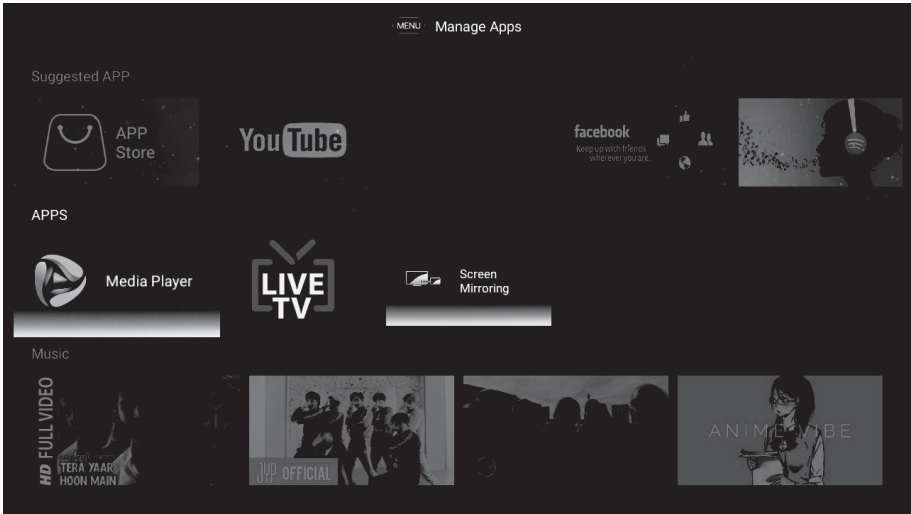 MENU Manage Apps
Suggested APP
APP
Store
YouTube
facebook
Keep up with friends
wherever you are.
APPS
Media Player
LIVE
TV
Screen
Mirroring
Music
HD FULL VIDEO
TERA YAAR
HOON MAIN
JYP OFFICIAL
ANIME VIBE